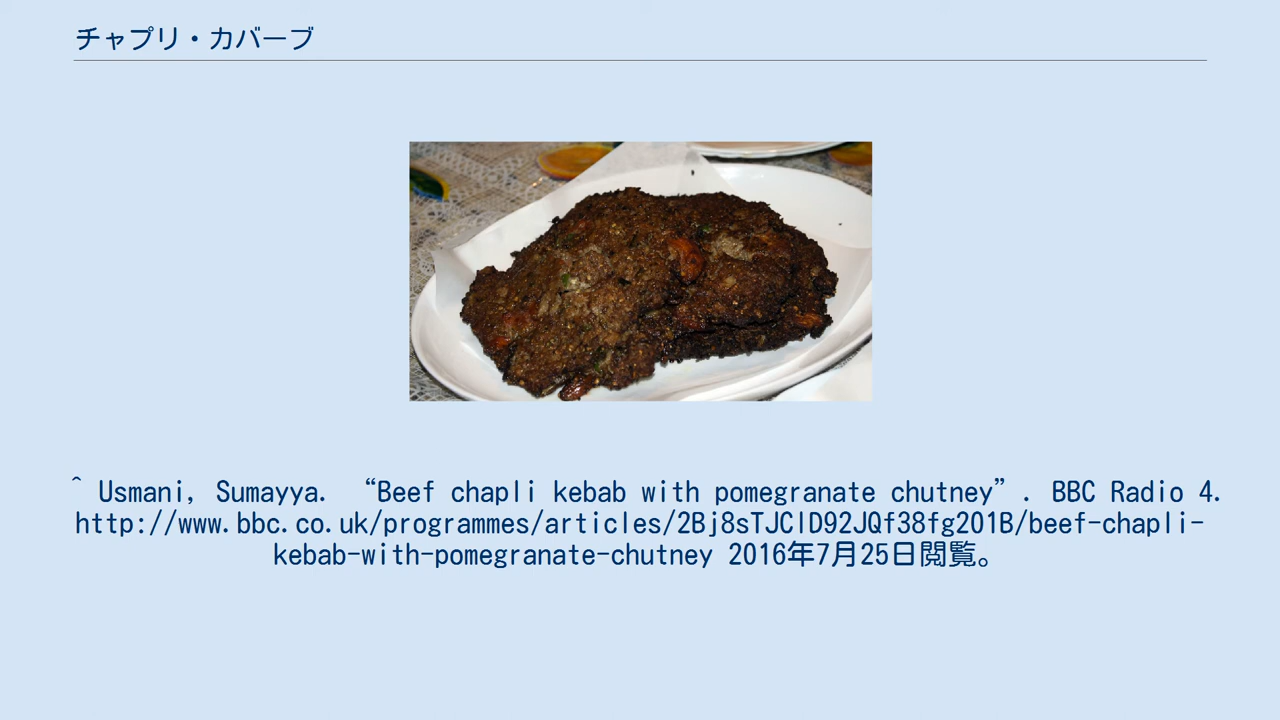 チャプリ・カバーブ
^ Usmani, Sumayya. “Beef chapli kebab with pomegranate chutney”. BBC Radio 4.
http://www.bbc.co.uk/programmes/articles/2Bj8sTJClD92JQf38fg201B/beef-chapli-
kebab-with-pomegranate-chutney 2016年7月25日閲覧。